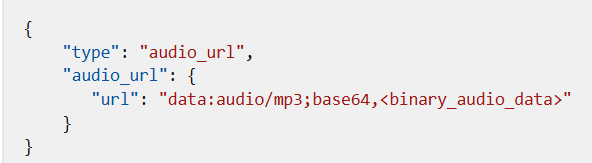 {
    "type": "audio_url",
    "audio_url": {
       "url": "data:audio/mp3;base64,<binary_audio_data>"
    }
}